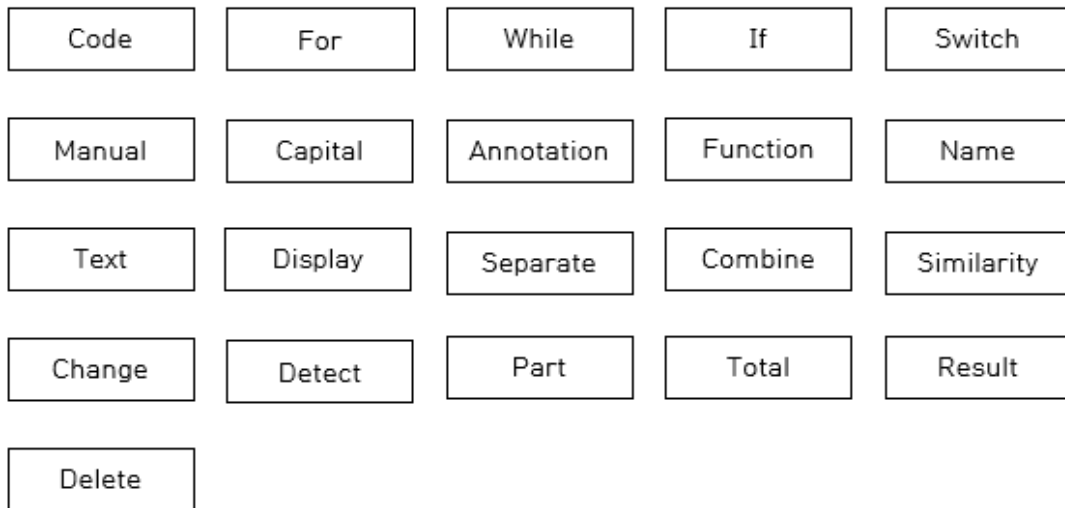 Code For While If Switch
Manual Capital Annotation Function Name
Text Display Separate Combine Similarity
Change Detect Part Total Result
Delete